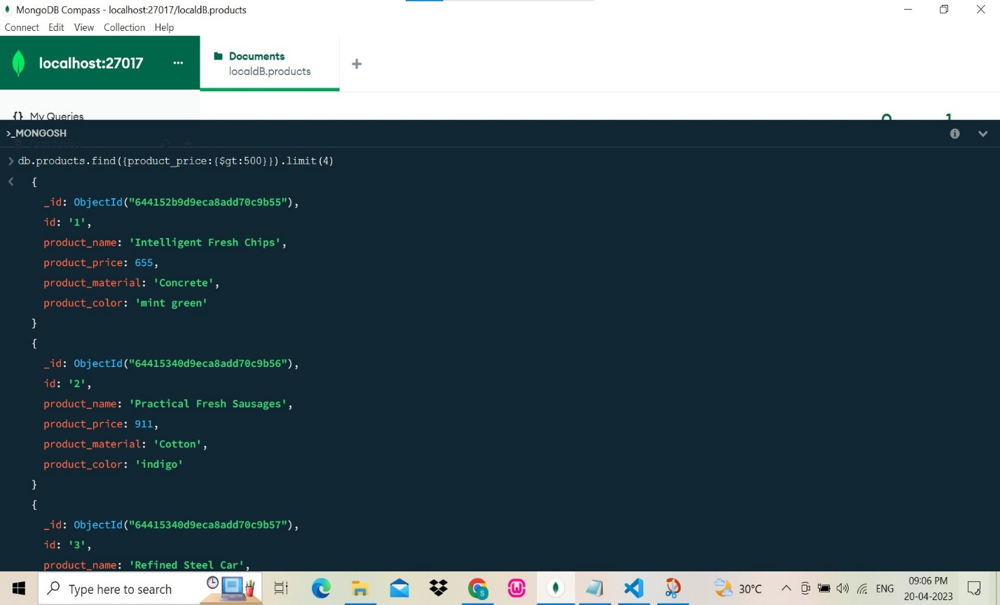 MongoDB Compass - localhost:27017/localdB.products
Connect Edit View Collection Help
localhost:27017 ...
Documents
localdB.products
{} My Queries
>_MONGOSH
db.products.find({product_price:{$gt:500}}).limit(4)
{
_id: ObjectId("644152b9d9eca8add70c9b55"),
id: '1',
product_name: 'Intelligent Fresh Chips',
product_price: 655,
product_material: 'Concrete',
product_color: 'mint green'
}
{
_id: ObjectId("64415340d9eca8add70c9b56"),
id: '2',
product_name: 'Practical Fresh Sausages',
product_price: 911,
product_material: 'Cotton',
product_color: 'indigo'
}
{
_id: ObjectId("64415340d9eca8add70c9b57"),
id: '3',
product_name: 'Refined Steel Car',
Type here to search
30°C
ENG
09:06 PM
20-04-2023